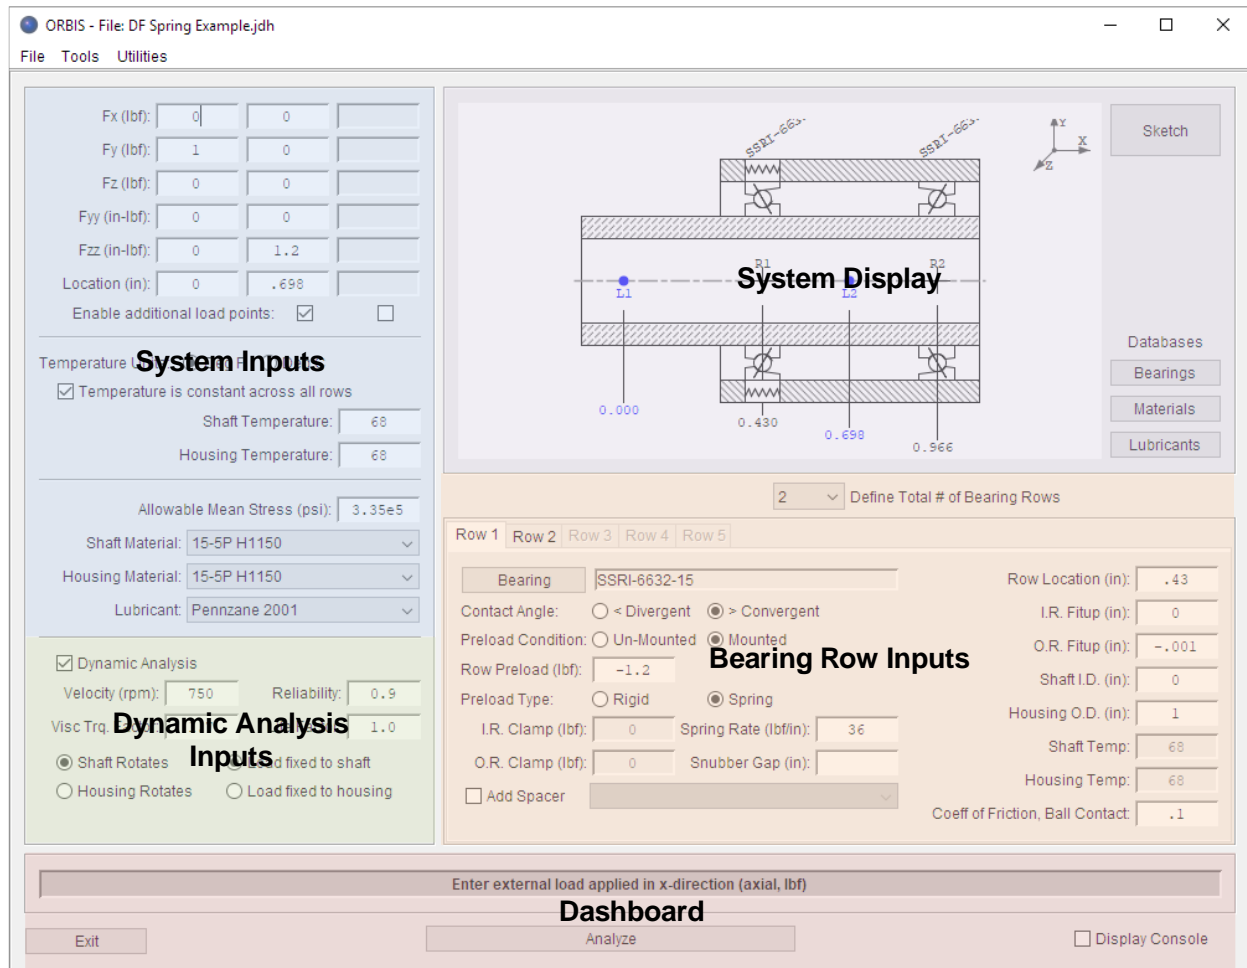 ORBIS - File: DF Spring Example.jdh
File Tools Utilities
Fx (lbf): 0 0
Fy (lbf): 1 0
Fz (lbf): 0 0
Fyy (in-lbf): 0 0
Fzz (in-lbf): 0 1.2
Location (in): 0 .698
Enable additional load points:
Temperature
System Inputs
Temperature is constant across all rows
Shaft Temperature: 68
Housing Temperature: 68
Allowable Mean Stress (psi): 3.35e5
Shaft Material: 15-5P H1150
Housing Material: 15-5P H1150
Lubricant: Pennzane 2001
Dynamic Analysis
Velocity (rpm): 750 Reliability: 0.9
Visc Trq. 1.0
Dynamic Analysis
Inputs
Shaft Rotates Load fixed to shaft
Housing Rotates Load fixed to housing
SSRI-663 SSRI-663
Y
X
Z
Sketch
R1 R2
System Display
L1 L2
0.000
0.430
0.698
0.966
Databases
Bearings
Materials
Lubricants
2 Define Total # of Bearing Rows
Row 1 Row 2 Row 3 Row 4 Row 5
Bearing SSRI-6632-15
Contact Angle: < Divergent > Convergent
Preload Condition: Un-Mounted Mounted
Row Preload (lbf): -1.2
Bearing Row Inputs
Preload Type: Rigid Spring
I.R. Clamp (lbf): 0 Spring Rate (lbf/in): 36
O.R. Clamp (lbf): 0 Snubber Gap (in):
Add Spacer
Row Location (in): .43
I.R. Fitup (in): 0
O.R. Fitup (in): -.001
Shaft I.D. (in): 0
Housing O.D. (in): 1
Shaft Temp: 68
Housing Temp: 68
Coeff of Friction, Ball Contact: .1
Enter external load applied in x-direction (axial, lbf)
Dashboard
Exit Analyze Display Console